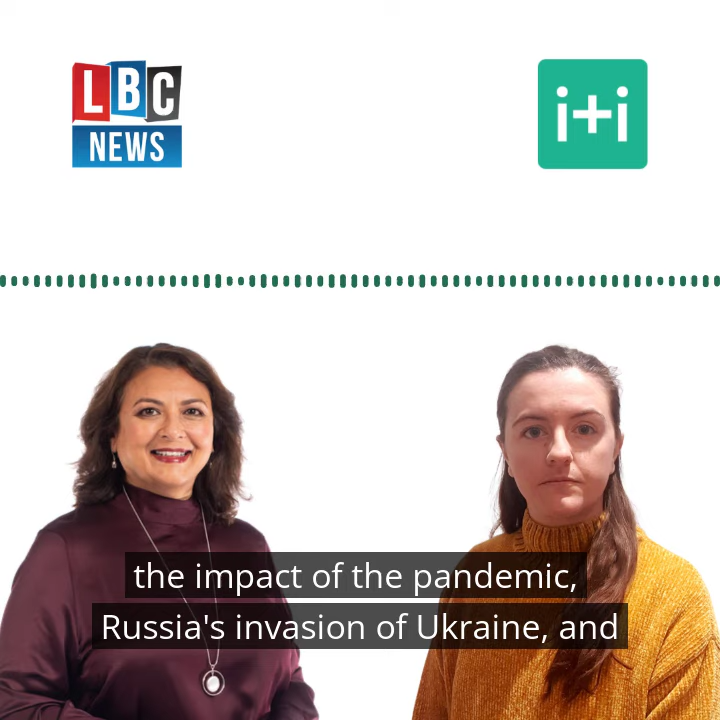 LBC
NEWS
i+i
the impact of the pandemic,
Russia's invasion of Ukraine, and